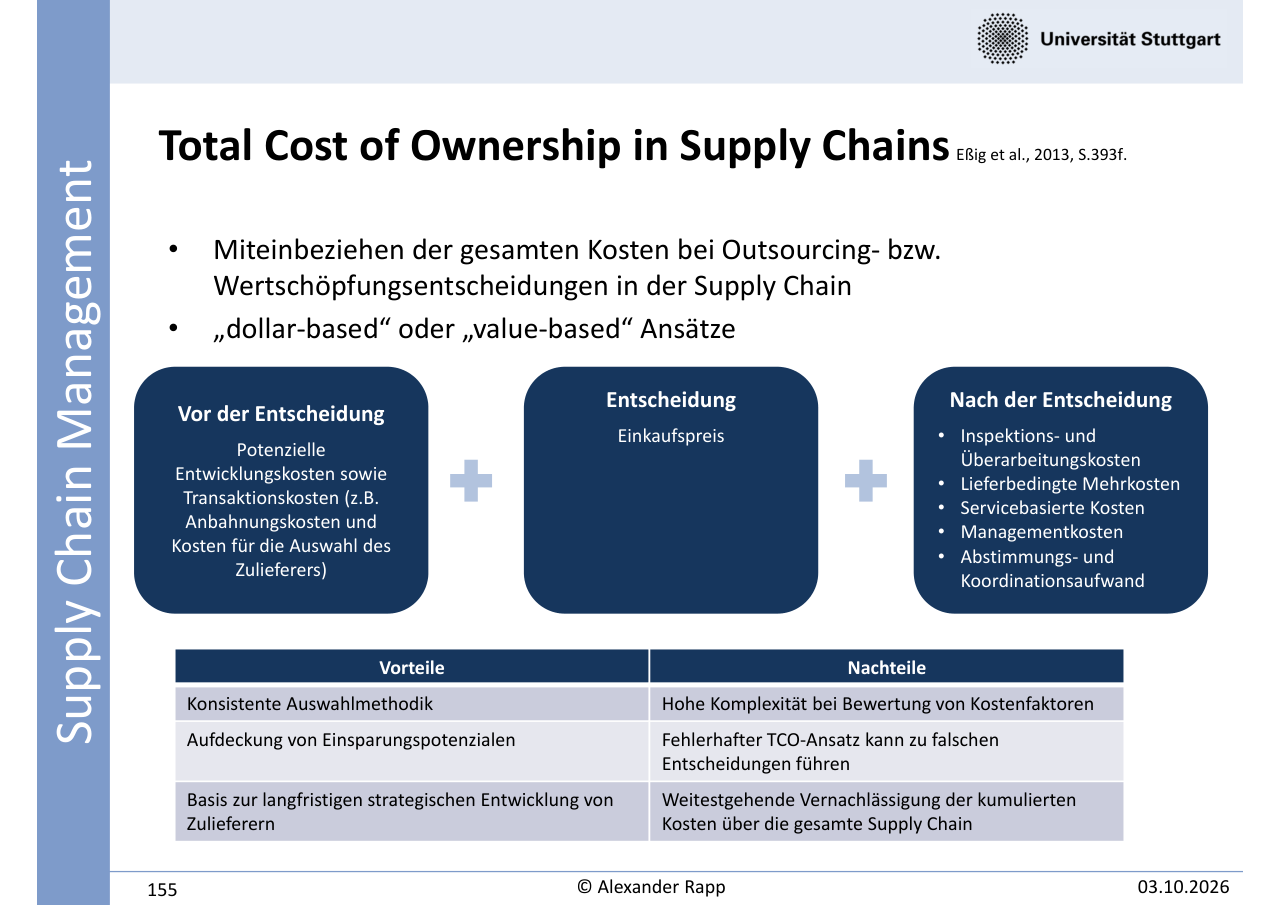 Universität Stuttgart
Supply Chain Management
Total Cost of Ownership in Supply Chains Eßig et al., 2013, S.393f.
• Miteinbeziehen der gesamten Kosten bei Outsourcing- bzw.
Wertschöpfungsentscheidungen in der Supply Chain
• „dollar-based“ oder „value-based“ Ansätze
Vor der Entscheidung
Potenzielle
Entwicklungskosten sowie
Transaktionskosten (z.B.
Anbahnungskosten und
Kosten für die Auswahl des
Zulieferers)
Entscheidung
Einkaufspreis
Nach der Entscheidung
• Inspektions- und
Überarbeitungskosten
• Lieferbedingte Mehrkosten
• Servicebasierte Kosten
• Managementkosten
• Abstimmungs- und
Koordinationsaufwand
Vorteile
Nachteile
Konsistente Auswahlmethodik
Hohe Komplexität bei Bewertung von Kostenfaktoren
Aufdeckung von Einsparungspotenzialen
Fehlerhafter TCO-Ansatz kann zu falschen
Entscheidungen führen
Basis zur langfristigen strategischen Entwicklung von
Zulieferern
Weitestgehende Vernachlässigung der kumulierten
Kosten über die gesamte Supply Chain
155
© Alexander Rapp
03.10.2026